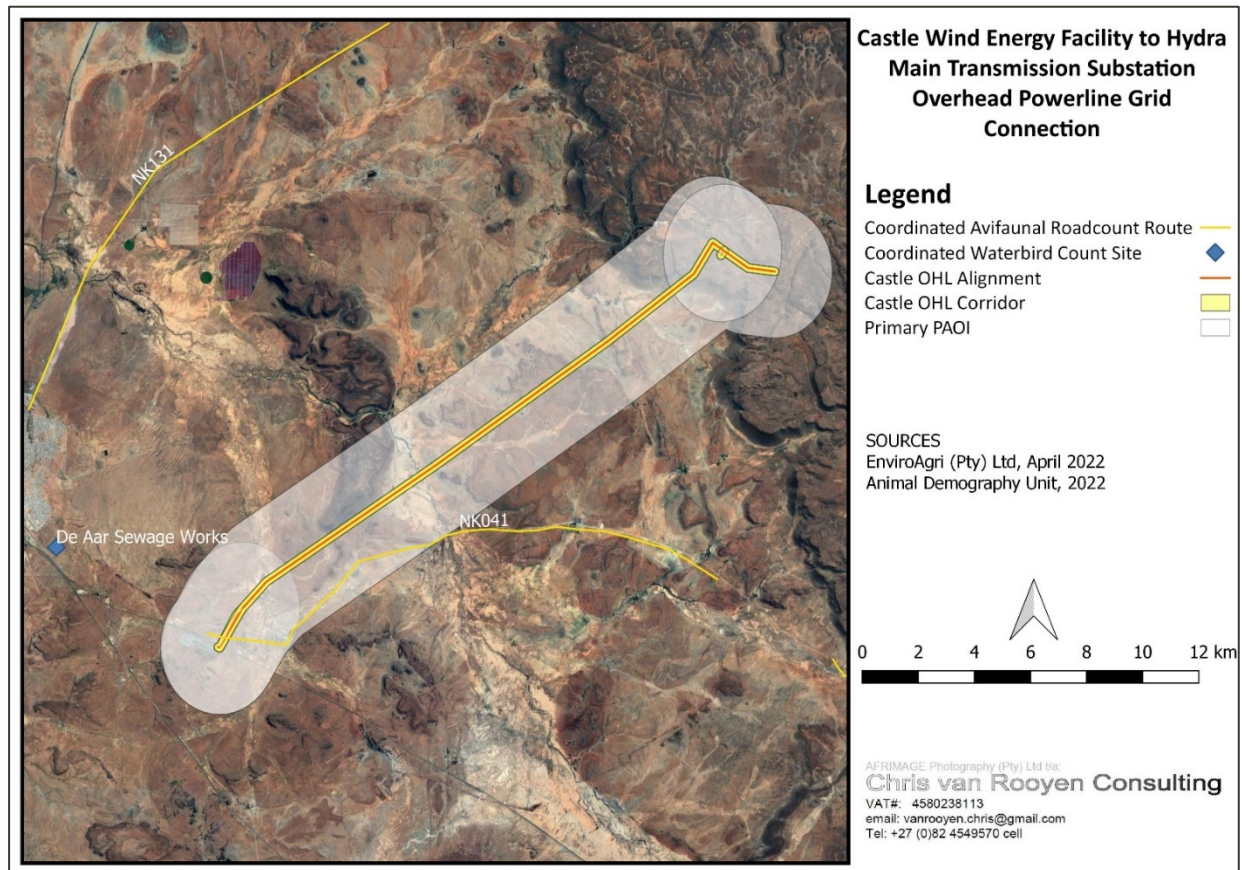 Castle Wind Energy Facility to Hydra
Main Transmission Substation
Overhead Powerline Grid
Connection
Legend
Coordinated Avifaunal Roadcount Route
Coordinated Waterbird Count Site
Castle OHL Alignment
Castle OHL Corridor
Primary PAOI
SOURCES
EnviroAgri (Pty) Ltd, April 2022
Animal Demography Unit, 2022
0 2 4 6 8 10 12 km
AFRIMAGE Photography (Pty) Ltd t/a:
Chris van Rooyen Consulting
VAT#: 4580238113
email: vanrooyen.chris@gmail.com
Tel: +27 (0)82 4549570 cell
NK131
NK041
De Aar Sewage Works